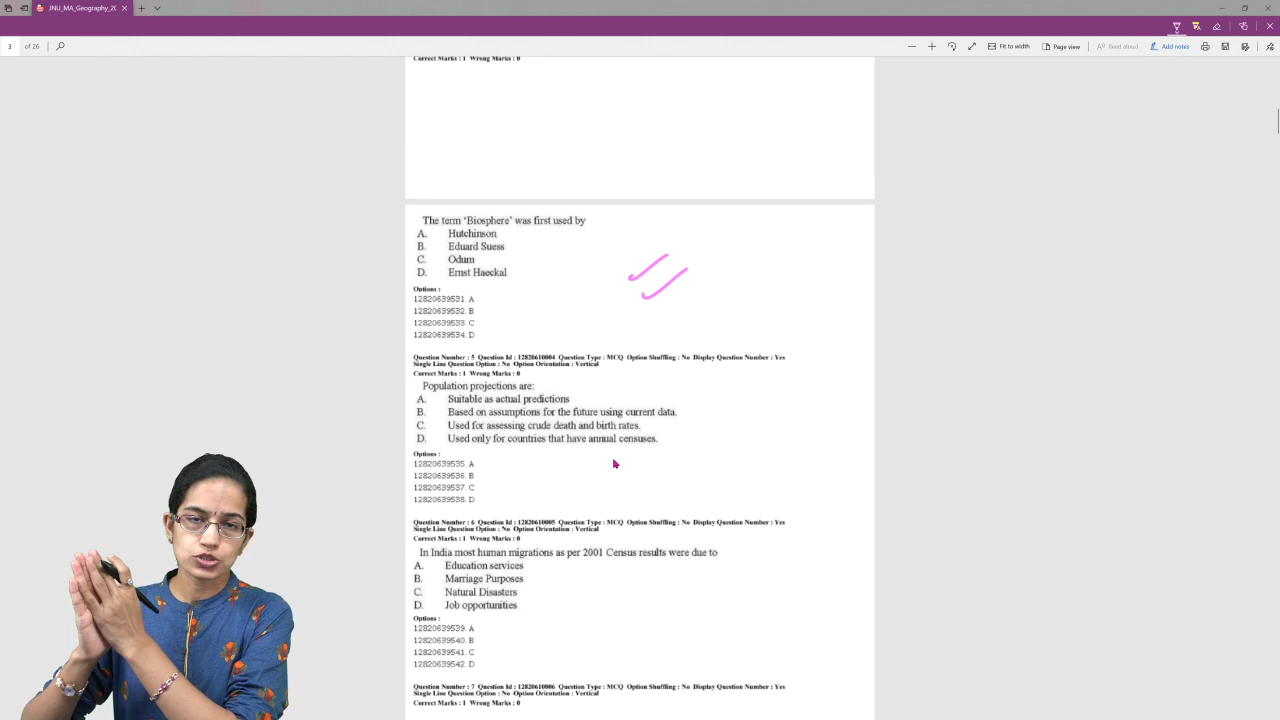 JNU_MA_Geography_20
3 of 26
Fit to width
Page view
Read aloud
Add notes
Correct Marks : 1 Wrong Marks : 0
The term ‘Biosphere’ was first used by
A. Hutchinson
B. Eduard Suess
C. Odum
D. Ernst Haeckal
Options :
12820639531. A
12820639532. B
12820639533. C
12820639534. D
Question Number : 5 Question Id : 12820610004 Question Type : MCQ Option Shuffling : No Display Question Number : Yes
Single Line Question Option : No Option Orientation : Vertical
Correct Marks : 1 Wrong Marks : 0
Population projections are:
A. Suitable as actual predictions
B. Based on assumptions for the future using current data.
C. Used for assessing crude death and birth rates.
D. Used only for countries that have annual censuses.
Options :
12820639535. A
12820639536. B
12820639537. C
12820639538. D
Question Number : 6 Question Id : 12820610005 Question Type : MCQ Option Shuffling : No Display Question Number : Yes
Single Line Question Option : No Option Orientation : Vertical
Correct Marks : 1 Wrong Marks : 0
In India most human migrations as per 2001 Census results were due to
A. Education services
B. Marriage Purposes
C. Natural Disasters
D. Job opportunities
Options :
12820639539. A
12820639540. B
12820639541. C
12820639542. D
Question Number : 7 Question Id : 12820610006 Question Type : MCQ Option Shuffling : No Display Question Number : Yes
Single Line Question Option : No Option Orientation : Vertical
Correct Marks : 1 Wrong Marks : 0